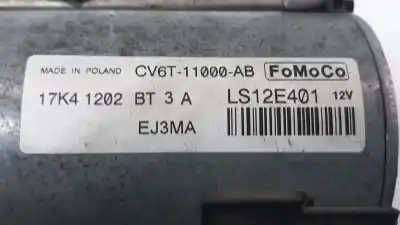 MADE IN POLAND CV6T-11000-AB FoMoCo
17K4 1202 BT 3 A LS12E401 12V
EJ3MA